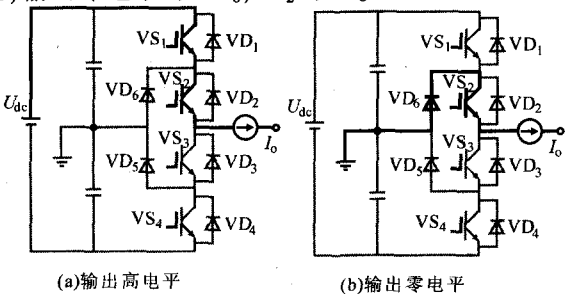 VS1 VD1
VD6 VS2 VD2
Udc
VS3 Io
VD5 VD3
VS4 VD4
(a)输出高电平
VS1 VD1
VD6 VS2 VD2
Udc
VS3 Io
VD5 VD3
VS4 VD4
(b)输出零电平